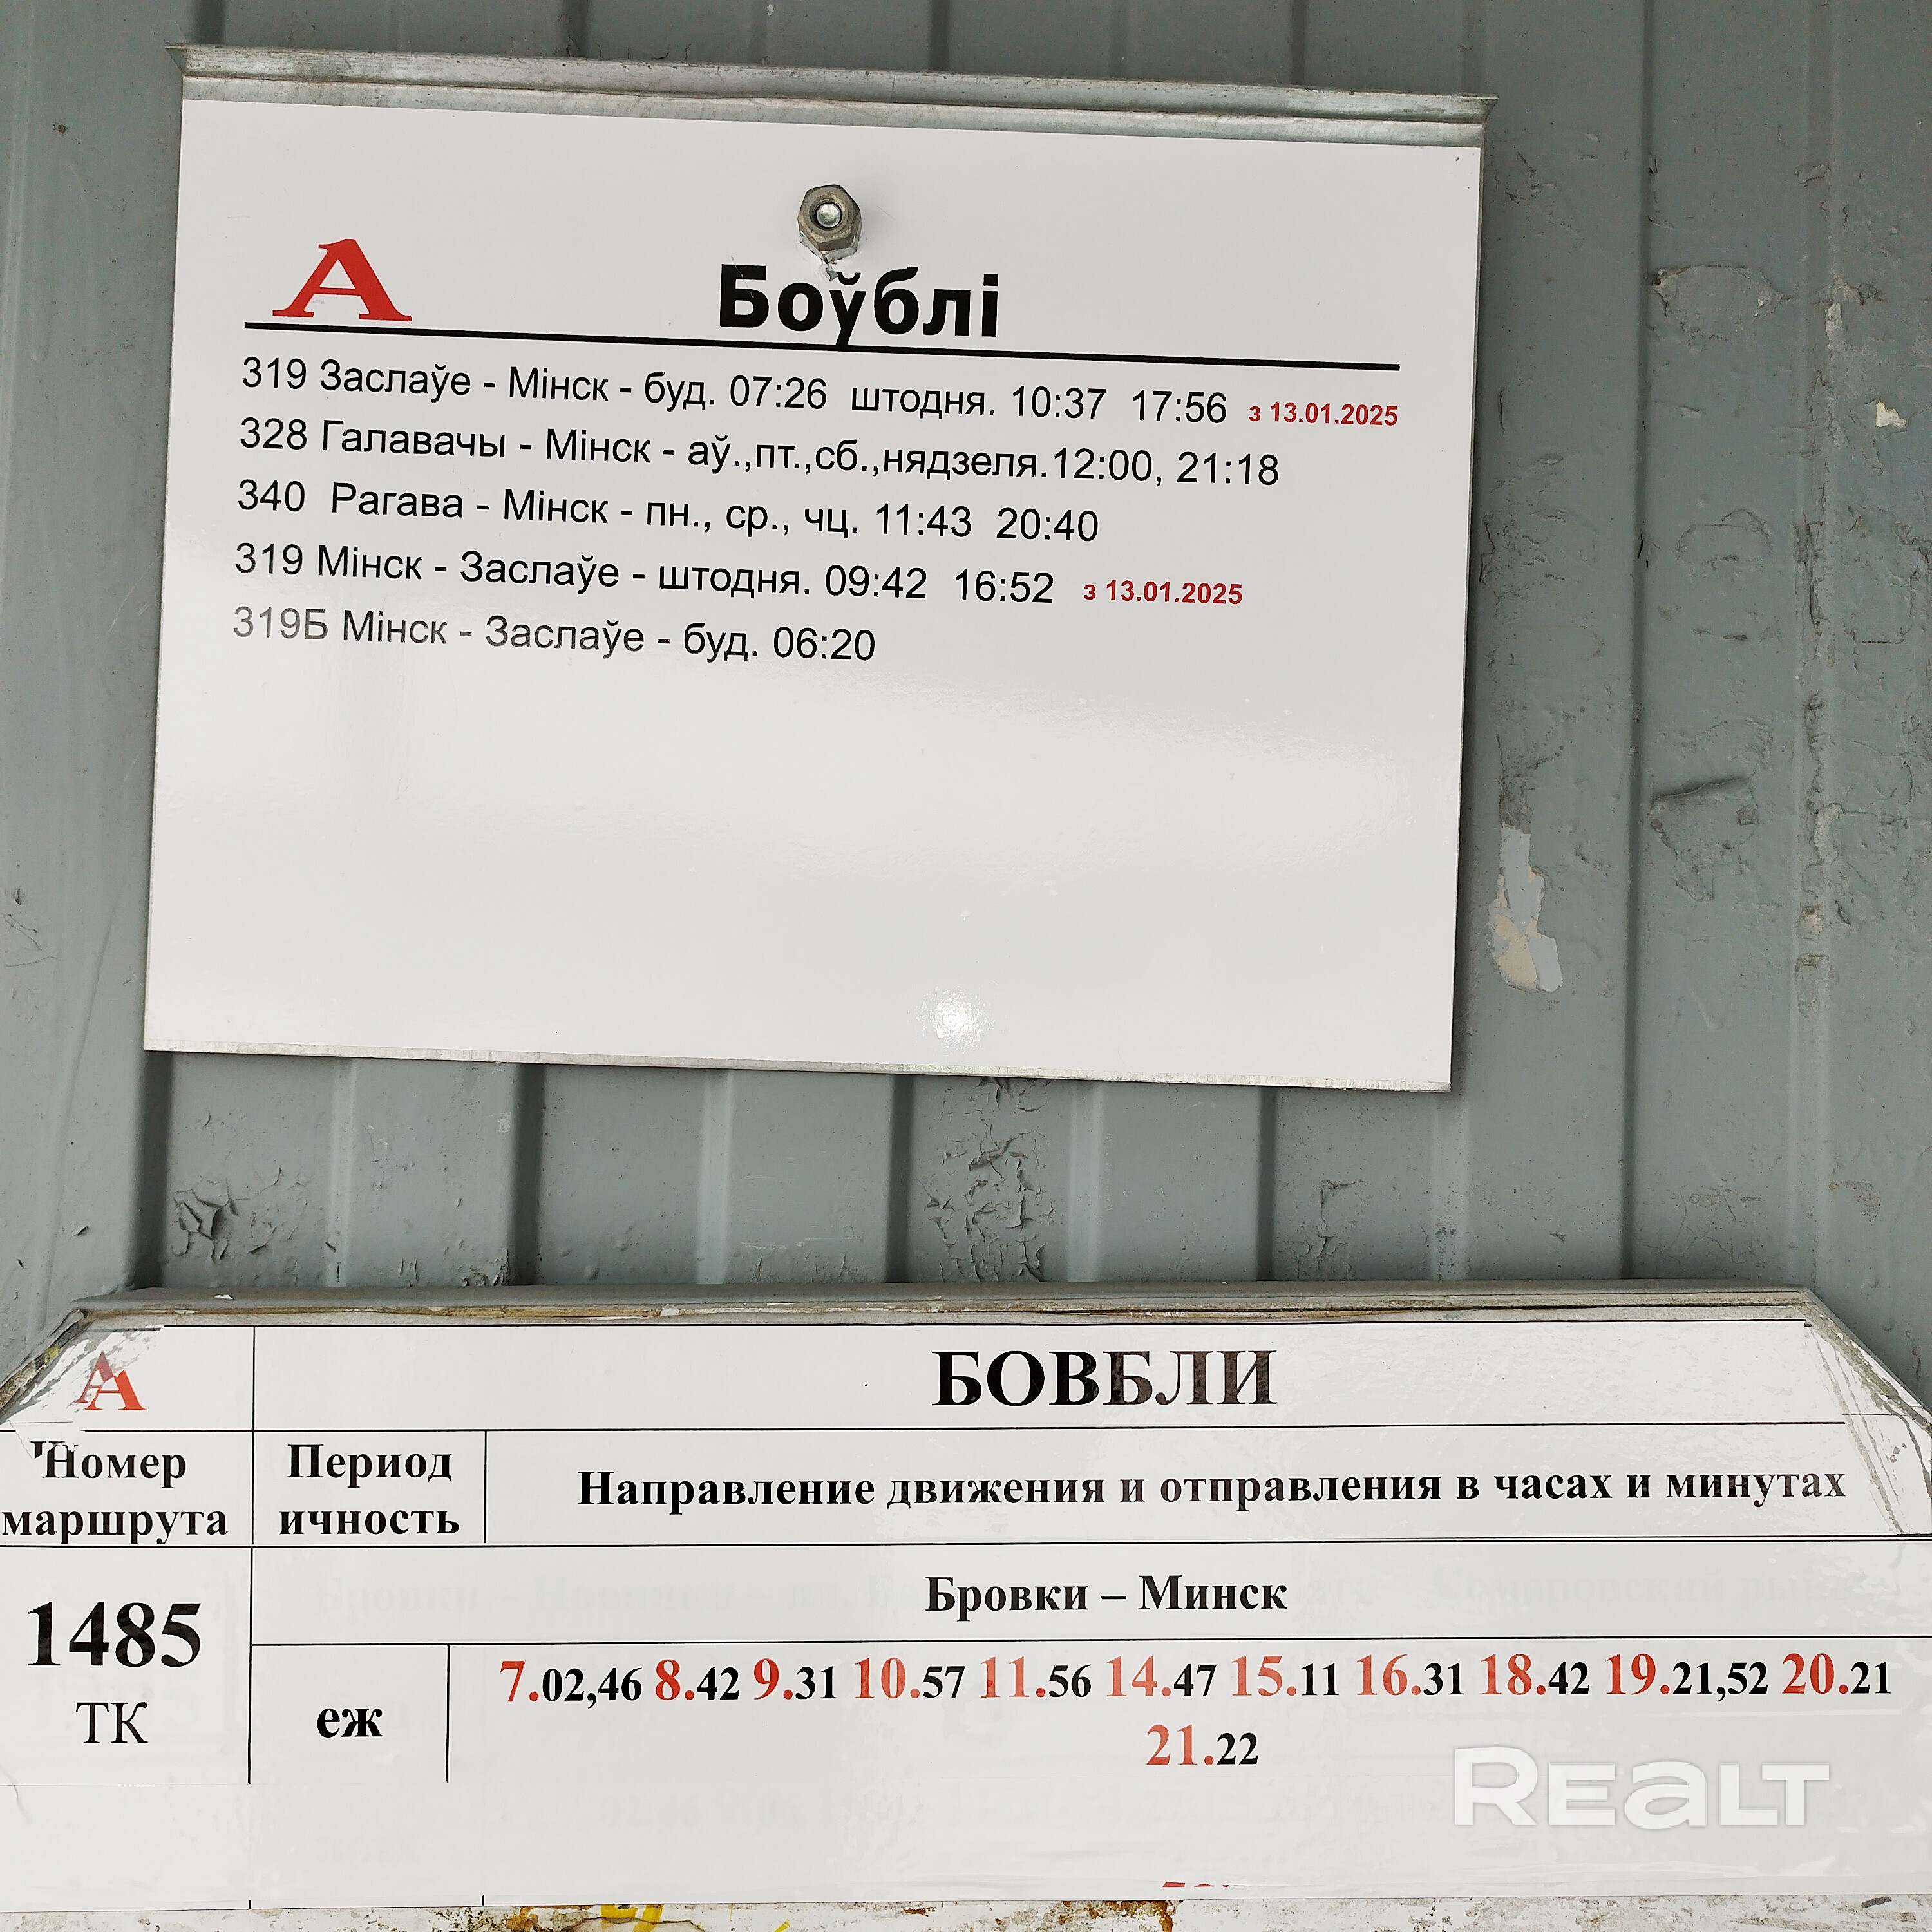 А
Боўблі
319 Заслаўе - Мінск - буд. 07:26 штодня. 10:37 17:56 з 13.01.2025
328 Галавачы - Мінск - аў.,пт.,сб.,нядзеля.12:00, 21:18
340 Рагава - Мінск - пн., ср., чц. 11:43 20:40
319 Мінск - Заслаўе - штодня. 09:42 16:52 з 13.01.2025
319Б Мінск - Заслаўе - буд. 06:20
А
БОВБЛИ
Номер маршрута
Период
ичность
Направление движения и отправления в часах и минутах
1485
ТК
Бровки – Минск
еж
7.02,46 8.42 9.31 10.57 11.56 14.47 15.11 16.31 18.42 19.21,52 20.21
21.22
REALT